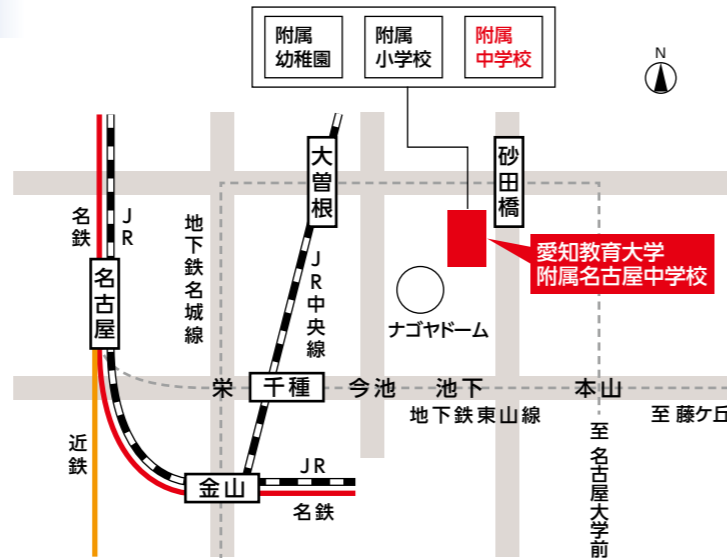 附属
幼稚園
附属
小学校
附属
中学校
N
大曽根
砂田橋
名鉄
JR
地下鉄名城線
JR中央線
愛知教育大学
附属名古屋中学校
名古屋
ナゴヤドーム
栄
千種
今池
池下
本山
地下鉄東山線
至 藤ケ丘
近鉄
至 名古屋大学前
金山
JR
名鉄